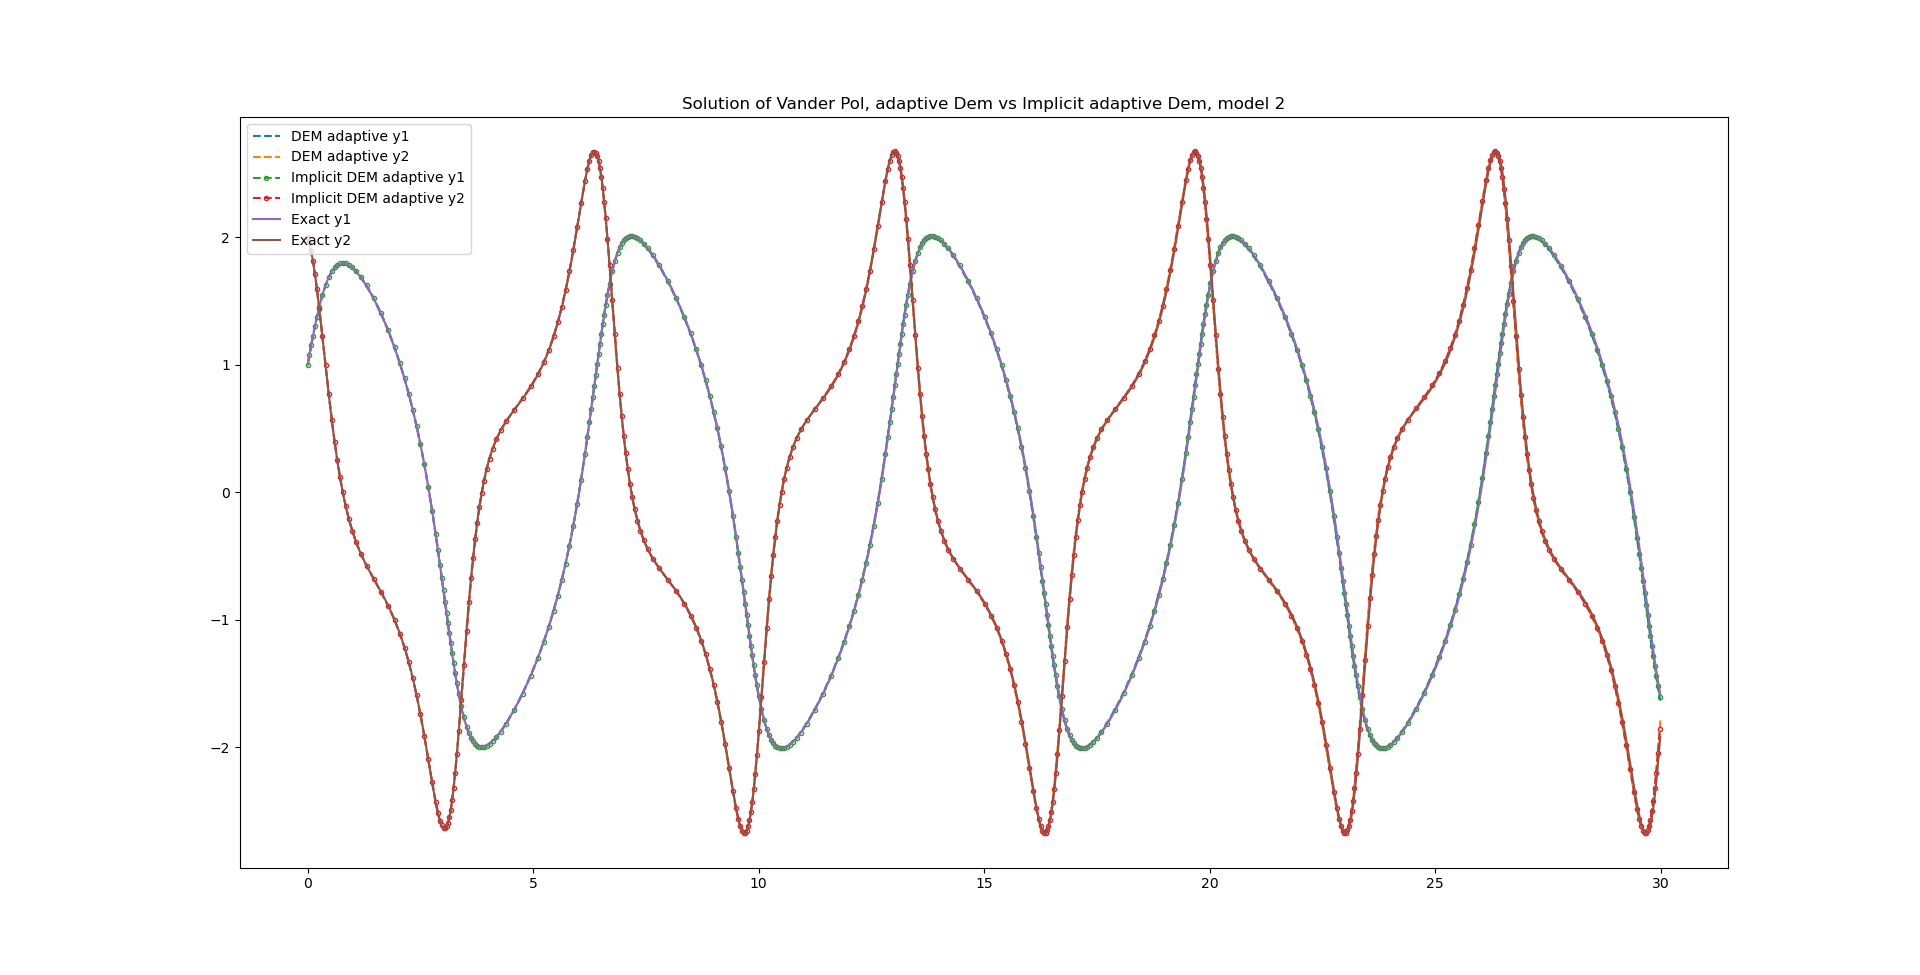 Solution of Vander Pol, adaptive Dem vs Implicit adaptive Dem, model 2
DEM adaptive y1
DEM adaptive y2
Implicit DEM adaptive y1
Implicit DEM adaptive y2
Exact y1
Exact y2
2
1
0
−1
−2
0 5 10 15 20 25 30